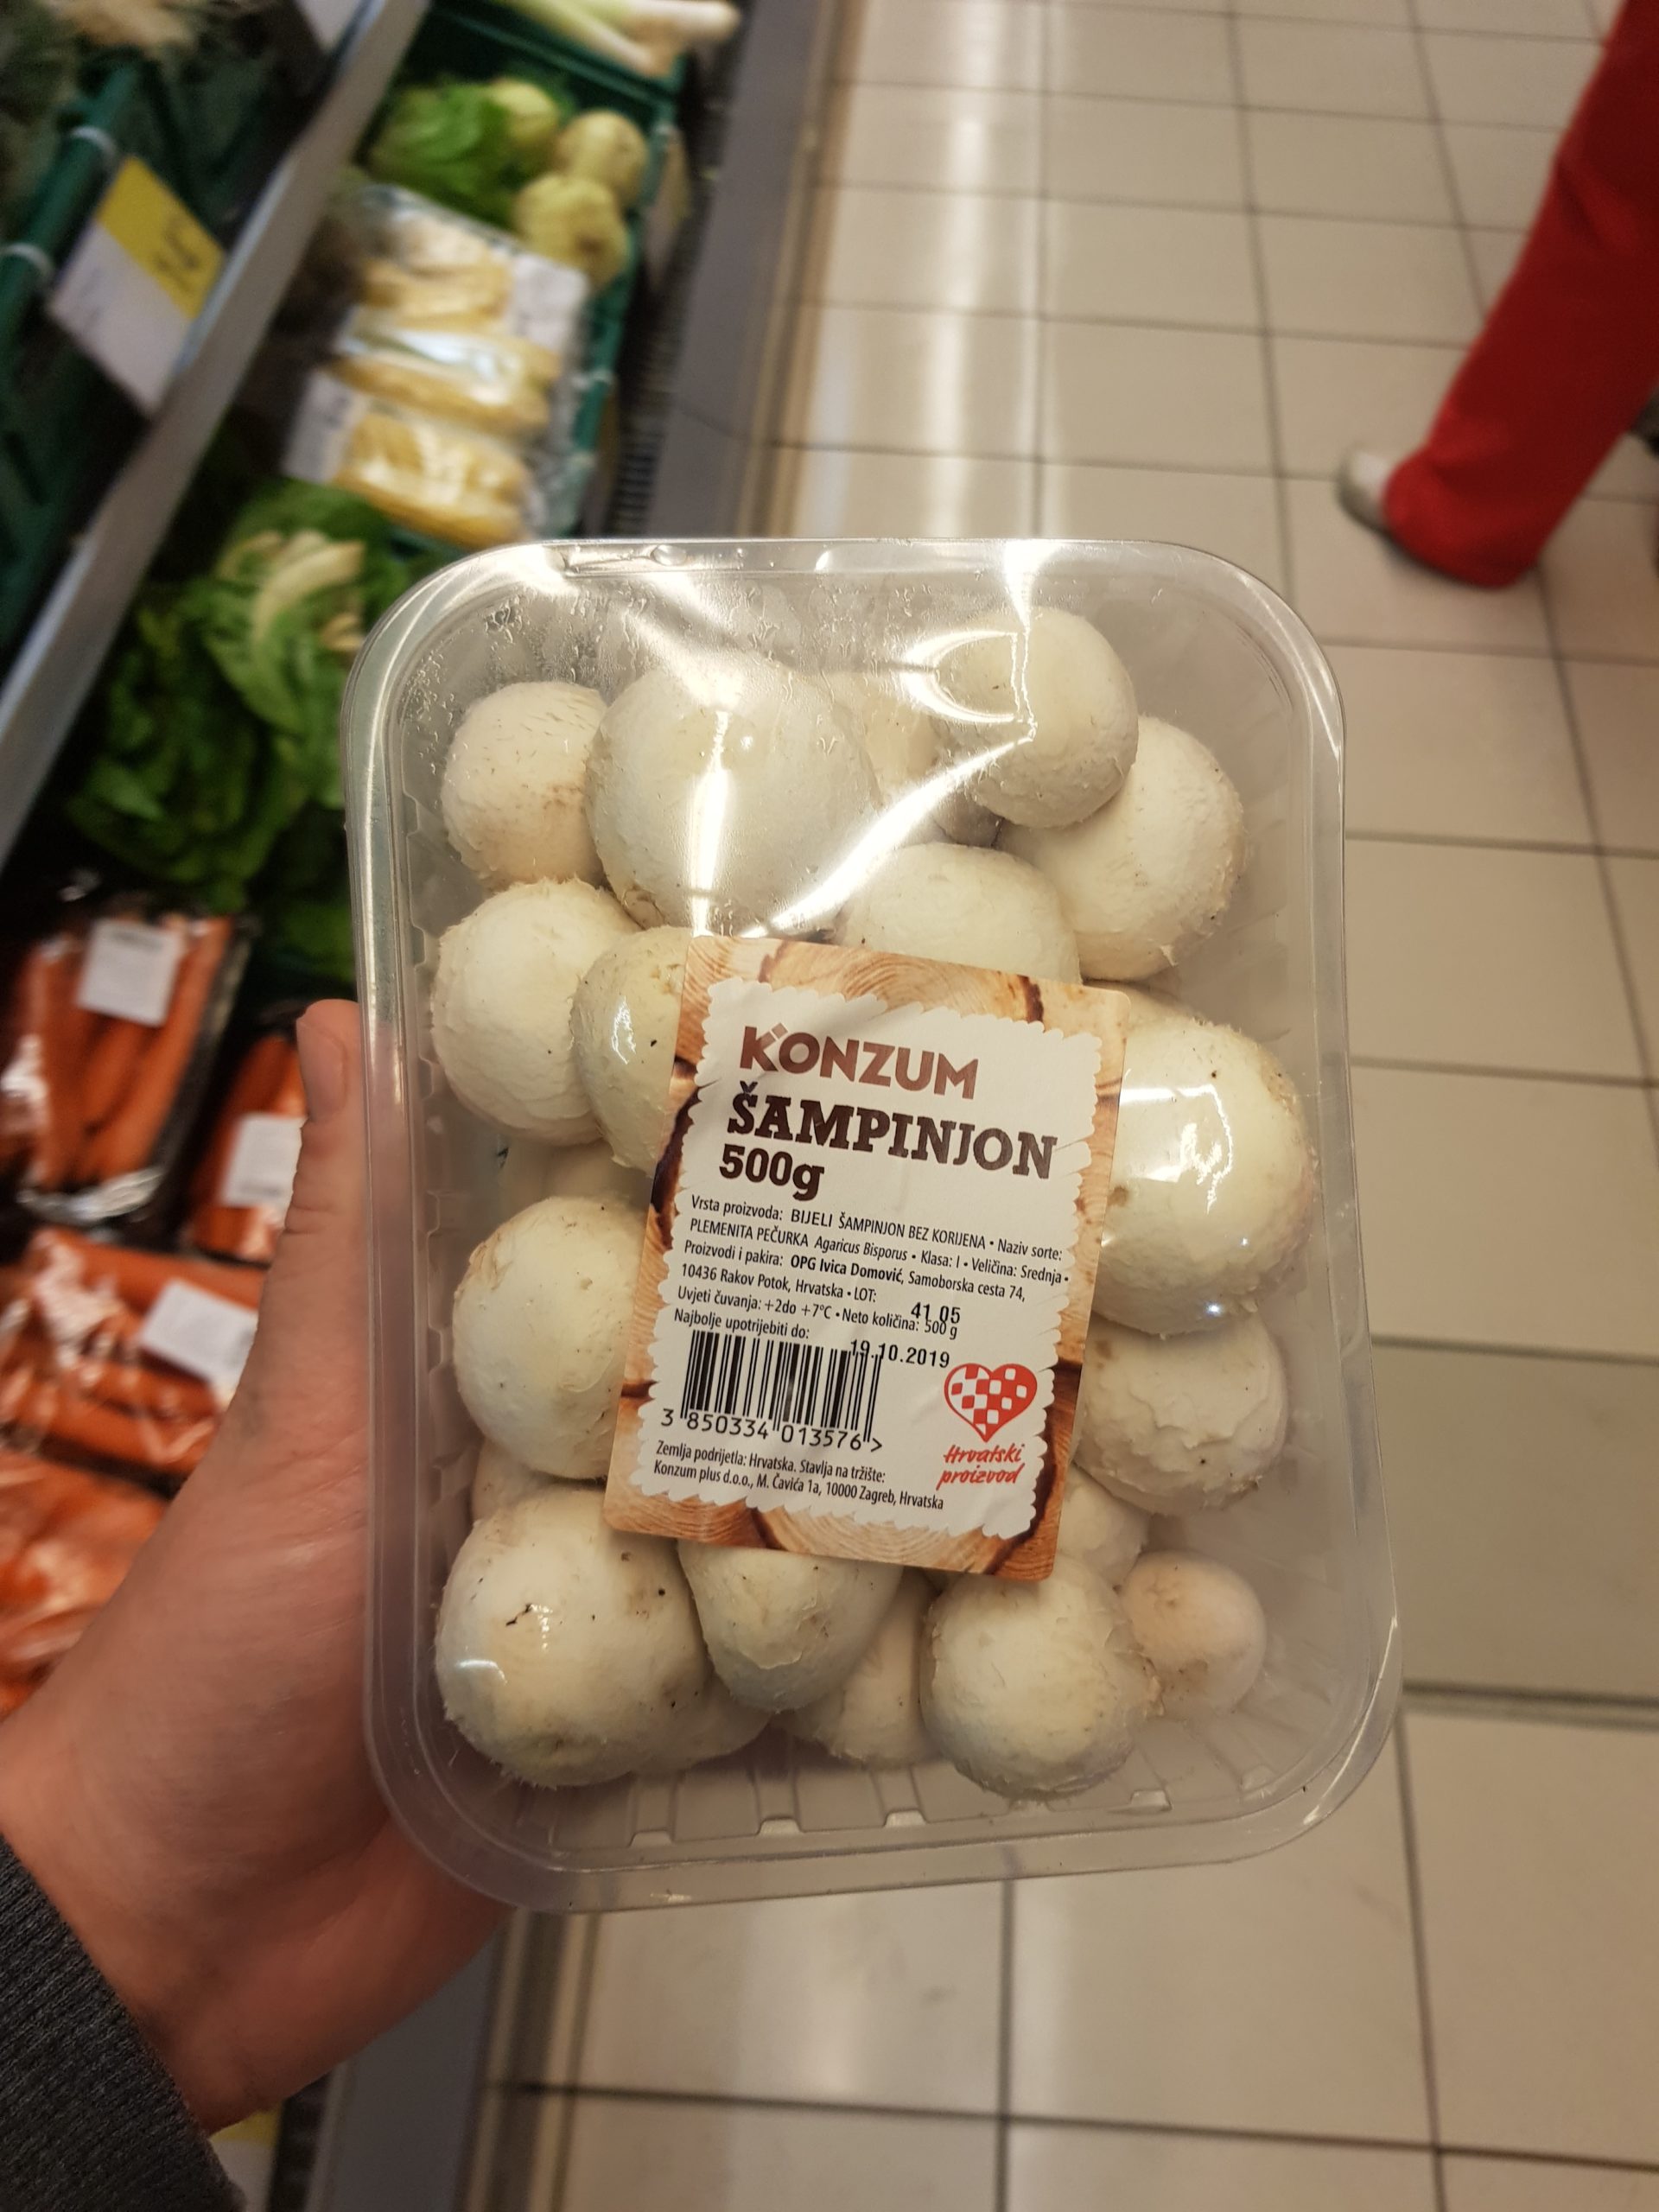 KONZUM
ŠAMPINJON
500g
Vrsta proizvoda: BIJELI ŠAMPINJON BEZ KORIJENA • Naziv sorte:
PLEMENITA PEČURKA Agaricus Bisporus • Klasa: I • Veličina: Srednja •
Proizvodi i pakira: OPG Ivica Domović, Samoborska cesta 74,
10436 Rakov Potok, Hrvatska • LOT: 41 05
Uvjeti čuvanja: +2do +7°C • Neto količina: 500 g
Najbolje upotrijebiti do: 19.10.2019
3 850334 013576 >
Hrvatski
proizvod
Zemlja podrijetla: Hrvatska. Stavlja na tržište:
Konzum plus d.o.o., M. Čavića 1a, 10000 Zagreb, Hrvatska